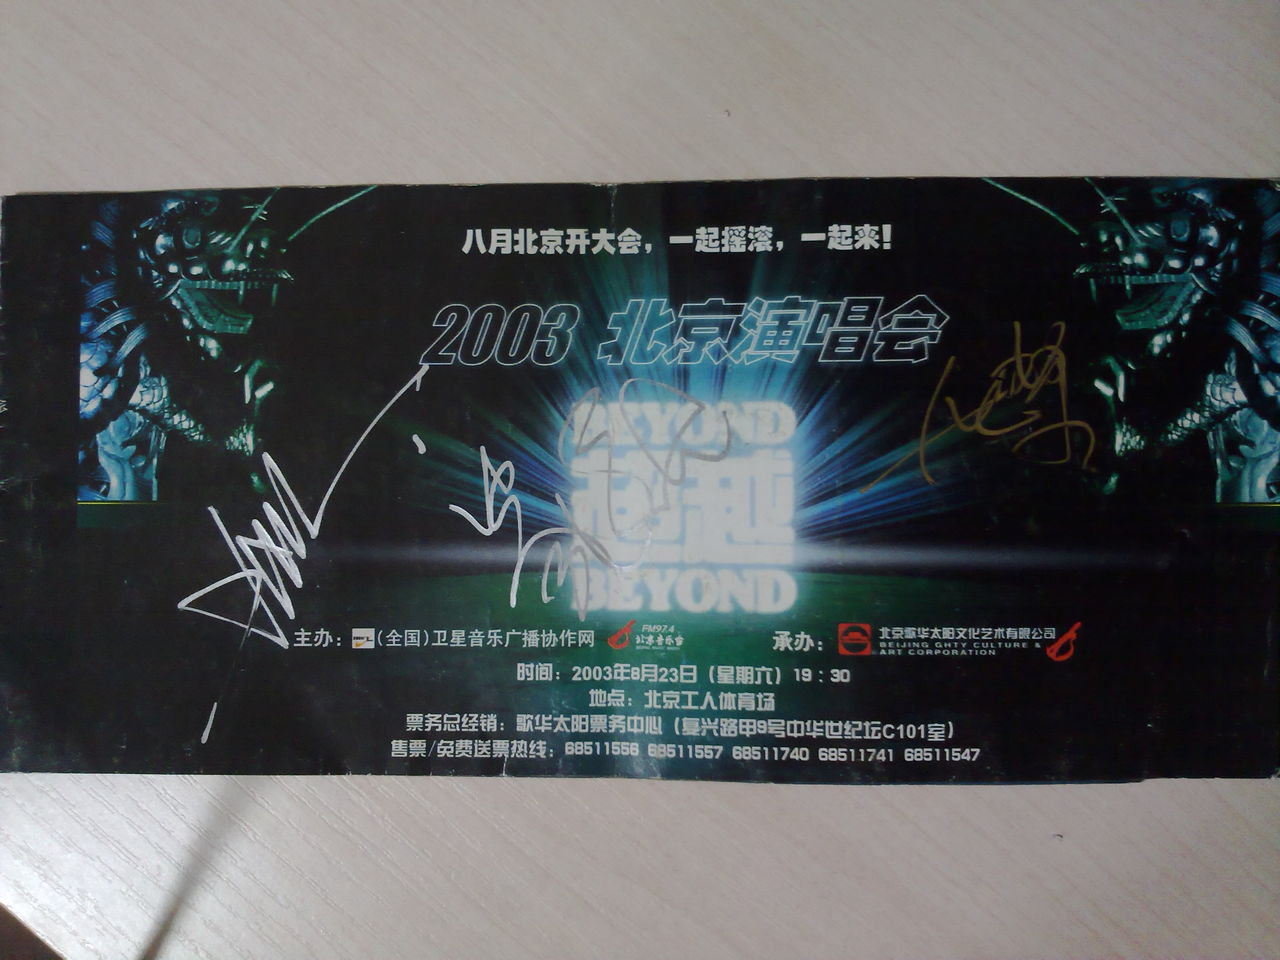 八月北京开大会，一起摇滚，一起来！
2003 北京演唱会
BEYOND
超越
BEYOND
主办：（全国）卫星音乐广播协作网 FM97.4 北京音乐台 承办：北京歌华太阳文化艺术有限公司
BEIJING GHTY CULTURE &
ART CORPORATION
时间：2003年8月23日（星期六）19：30
地点：北京工人体育场
票务总经销：歌华太阳票务中心（复兴路甲9号中华世纪坛C101室）
售票/免费送票热线：68511556 68511557 68511740 68511741 68511547